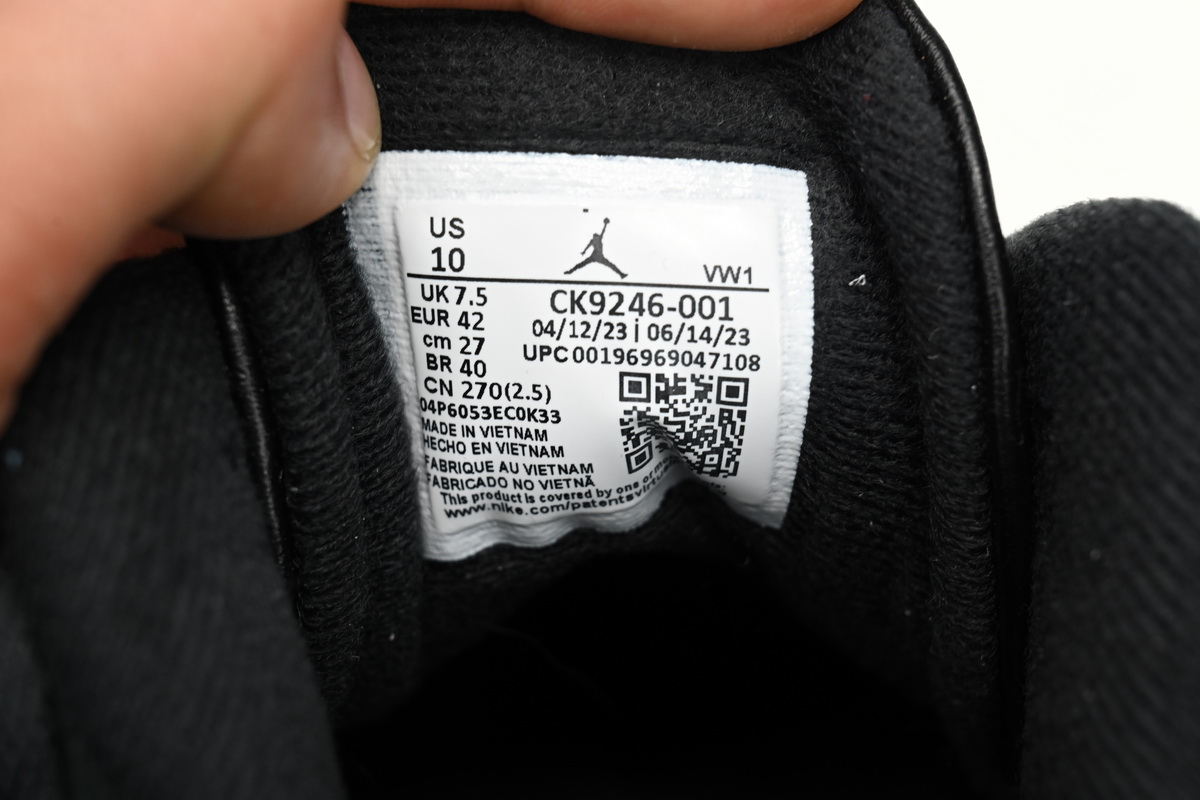 US
10
VW1
UK 7.5
EUR 42
cm 27
BR 40
CN 270(2.5)
CK9246-001
04/12/23 | 06/14/23
UPC 00196969047108
04P6053EC0K33
MADE IN VIETNAM
HECHO EN VIETNAM
FABRIQUE AU VIETNAM
FABRICADO NO VIETNÃ
This product is covered by one or
www.nike.com/patents